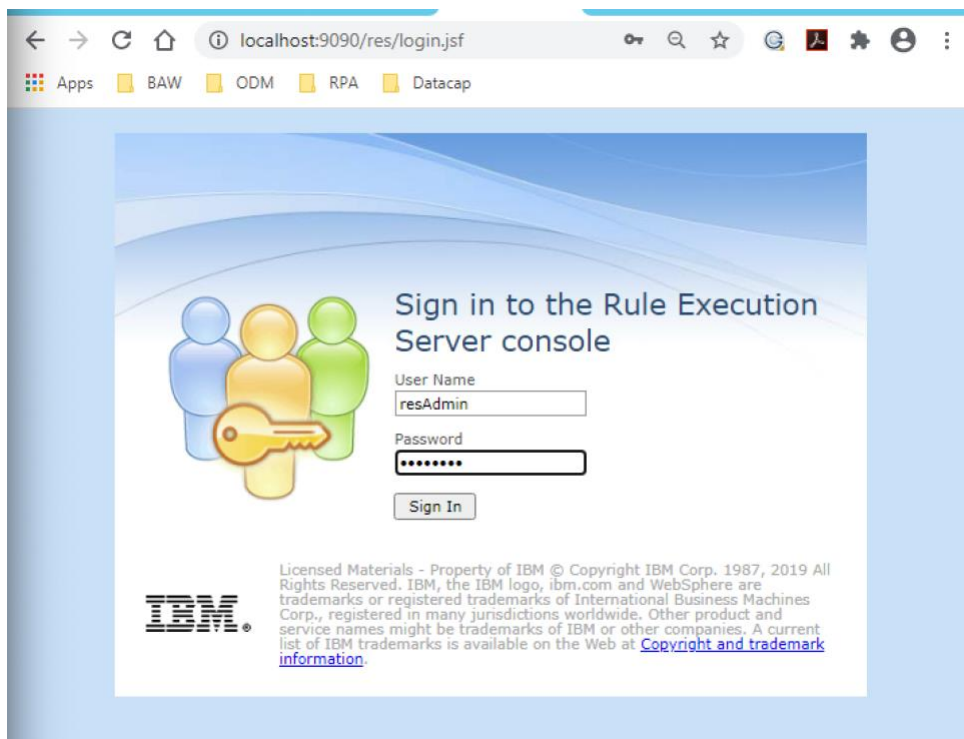 localhost:9090/res/login.jsf
Apps BAW ODM RPA Datacap
Sign in to the Rule Execution
Server console
User Name
resAdmin
Password
••••••••
Sign In
Licensed Materials - Property of IBM © Copyright IBM Corp. 1987, 2019 All
Rights Reserved. IBM, the IBM logo, ibm.com and WebSphere are
trademarks or registered trademarks of International Business Machines
Corp., registered in many jurisdictions worldwide. Other product and
service names might be trademarks of IBM or other companies. A current
list of IBM trademarks is available on the Web at Copyright and trademark
information.
IBM.